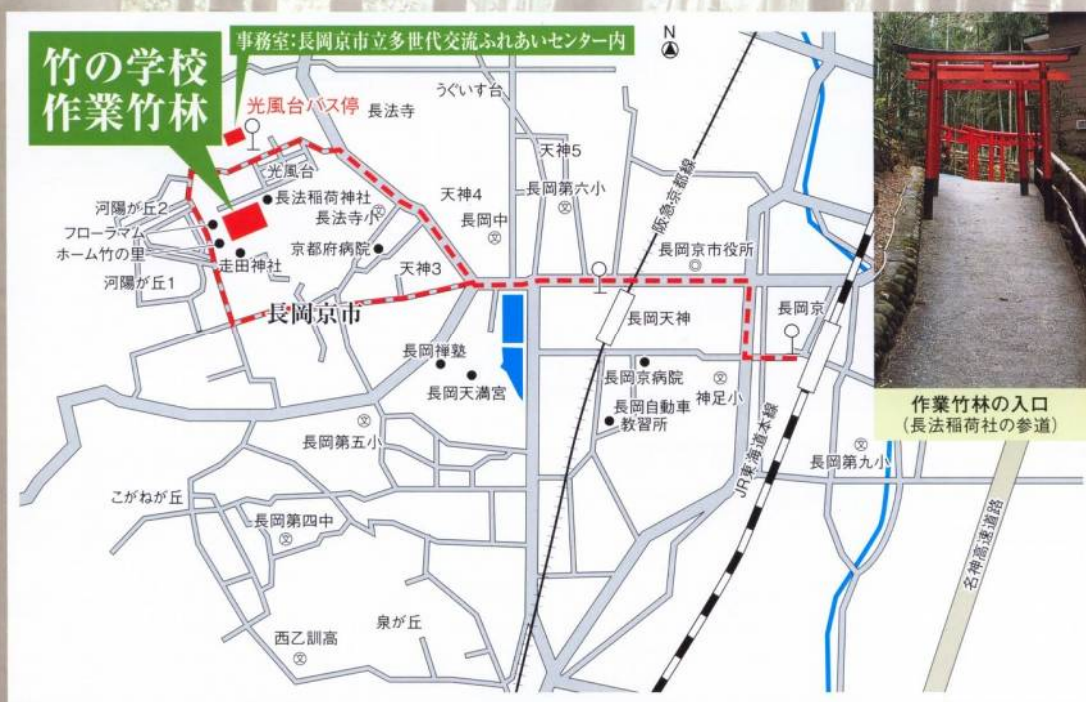 竹の学校
作業竹林
事務室:長岡京市立多世代交流ふれあいセンター内
N
光風台バス停
長法寺
うぐいす台
天神5
長岡第六小
文
阪急京都線
光風台
長法稲荷神社
長法寺小
文
天神4
長岡中
文
河陽が丘2
フローラマム
ホーム竹の里
走田神社
京都府病院
天神3
河陽が丘1
長岡京市
長岡京市役所
長岡天神
長岡京
長岡禅塾
長岡天満宮
長岡京病院
文
神足小
長岡自動車
教習所
JR東海道本線
文
長岡第五小
文
長岡第九小
こがねが丘
長岡第四中
文
名神高速道路
泉が丘
西乙訓高
文
作業竹林の入口
(長法稲荷社の参道)